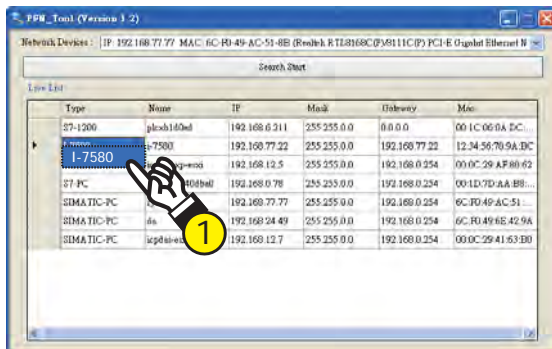 PFN_Tool (Version 1.2)
Network Devices : IP: 192.168.77.77 MAC: 6C-F0-49-AC-51-8E (Realtek RTL8168C(P)/8111C(P) PCI-E Gigabit Ethernet N
Search Start
Live List
Type Name IP Mask Gateway Mac
S7-1200 plcxb1d0ed 192.168.6.211 255.255.0.0 0.0.0.0 00:1C:06:0A:DC:...
I-7580 i-7580 192.168.77.22 255.255.0.0 192.168.77.22 12:34:56:78:9A:BC
192.168.12.5 255.255.0.0 192.168.0.254 00:0C:29:AF:80:62
S7-PC 192.168.0.78 255.255.0.0 192.168.0.254 00:1D:7D:AA:B8:...
SIMATIC-PC 192.168.77.77 255.255.0.0 192.168.0.254 6C:F0:49:AC:51:...
SIMATIC-PC 192.168.24.49 255.255.0.0 192.168.0.254 6C:F0:49:6E:42:9A
SIMATIC-PC 192.168.12.7 255.255.0.0 192.168.0.254 00:0C:29:41:63:B0
1